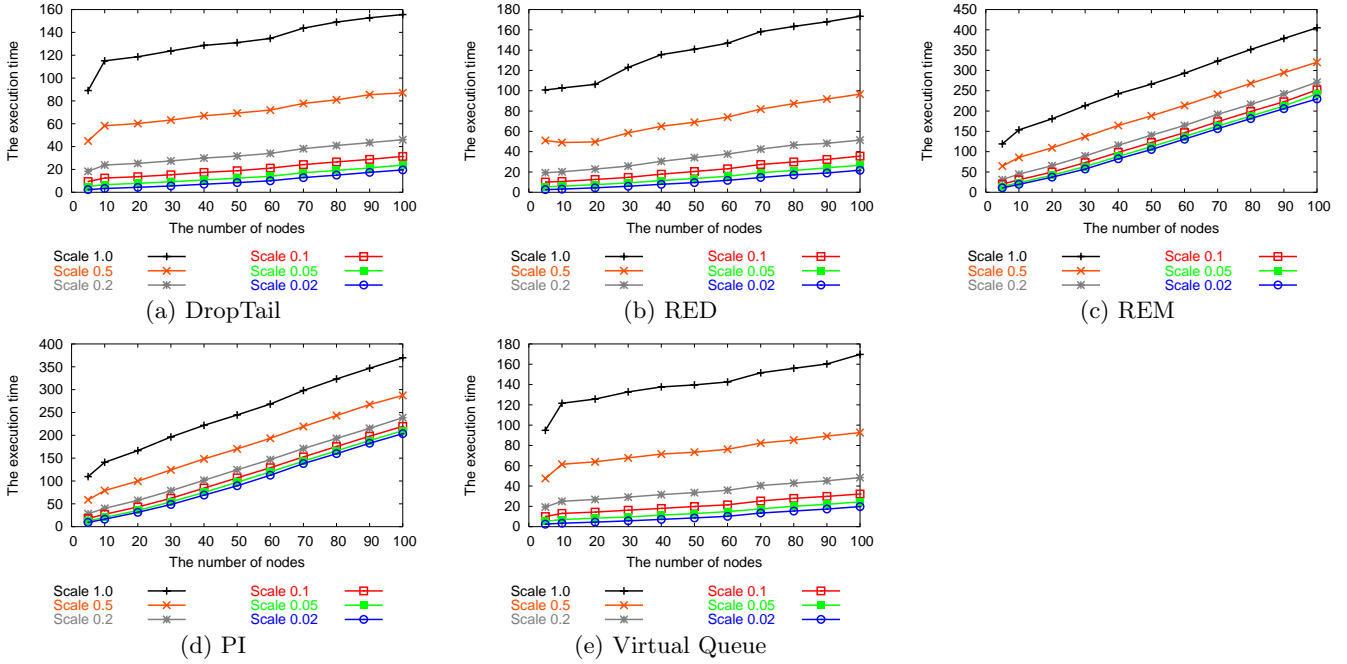 The execution time
160
140
120
100
80
60
40
20
0
0 10 20 30 40 50 60 70 80 90 100
The number of nodes
Scale 1.0 Scale 0.1
Scale 0.5 Scale 0.05
Scale 0.2 Scale 0.02
(a) DropTail
The execution time
180
160
140
120
100
80
60
40
20
0
0 10 20 30 40 50 60 70 80 90 100
The number of nodes
Scale 1.0 Scale 0.1
Scale 0.5 Scale 0.05
Scale 0.2 Scale 0.02
(b) RED
The execution time
450
400
350
300
250
200
150
100
50
0
0 10 20 30 40 50 60 70 80 90 100
The number of nodes
Scale 1.0 Scale 0.1
Scale 0.5 Scale 0.05
Scale 0.2 Scale 0.02
(c) REM
The execution time
400
350
300
250
200
150
100
50
0
0 10 20 30 40 50 60 70 80 90 100
The number of nodes
Scale 1.0 Scale 0.1
Scale 0.5 Scale 0.05
Scale 0.2 Scale 0.02
(d) PI
The execution time
180
160
140
120
100
80
60
40
20
0
0 10 20 30 40 50 60 70 80 90 100
The number of nodes
Scale 1.0 Scale 0.1
Scale 0.5 Scale 0.05
Scale 0.2 Scale 0.02
(e) Virtual Queue